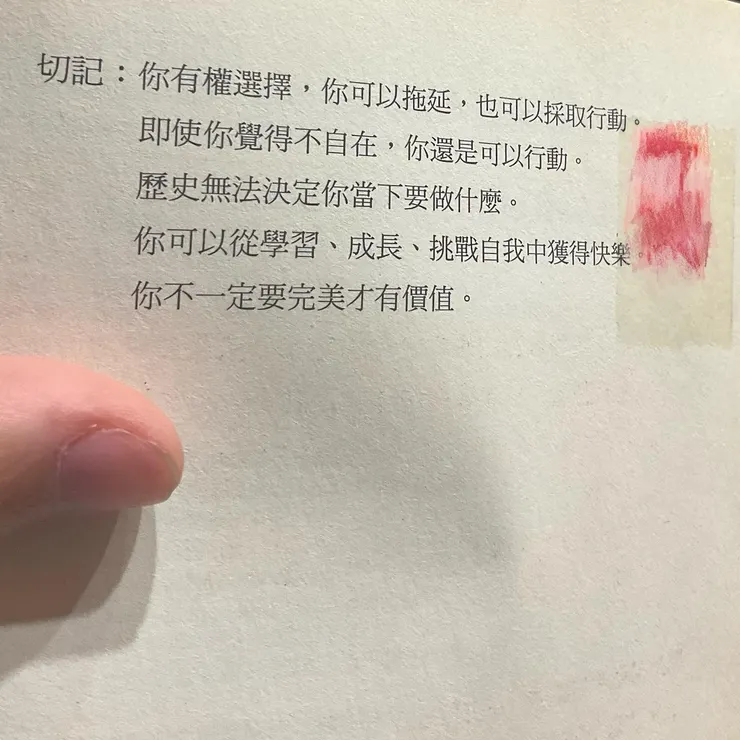 切記：你有權選擇，你可以拖延，也可以採取行動。
即使你覺得不自在，你還是可以行動。
歷史無法決定你當下要做什麼。
你可以從學習、成長、挑戰自我中獲得快樂。
你不一定要完美才有價值。